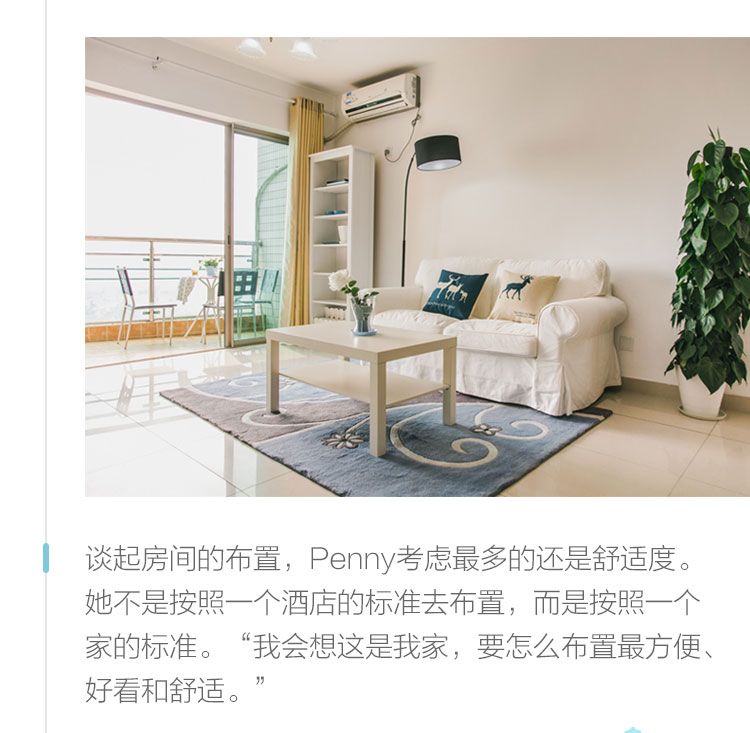 谈起房间的布置，Penny考虑最多的还是舒适度。
她不是按照一个酒店的标准去布置，而是按照一个
家的标准。“我会想这是我家，要怎么布置最方便、
好看和舒适。”